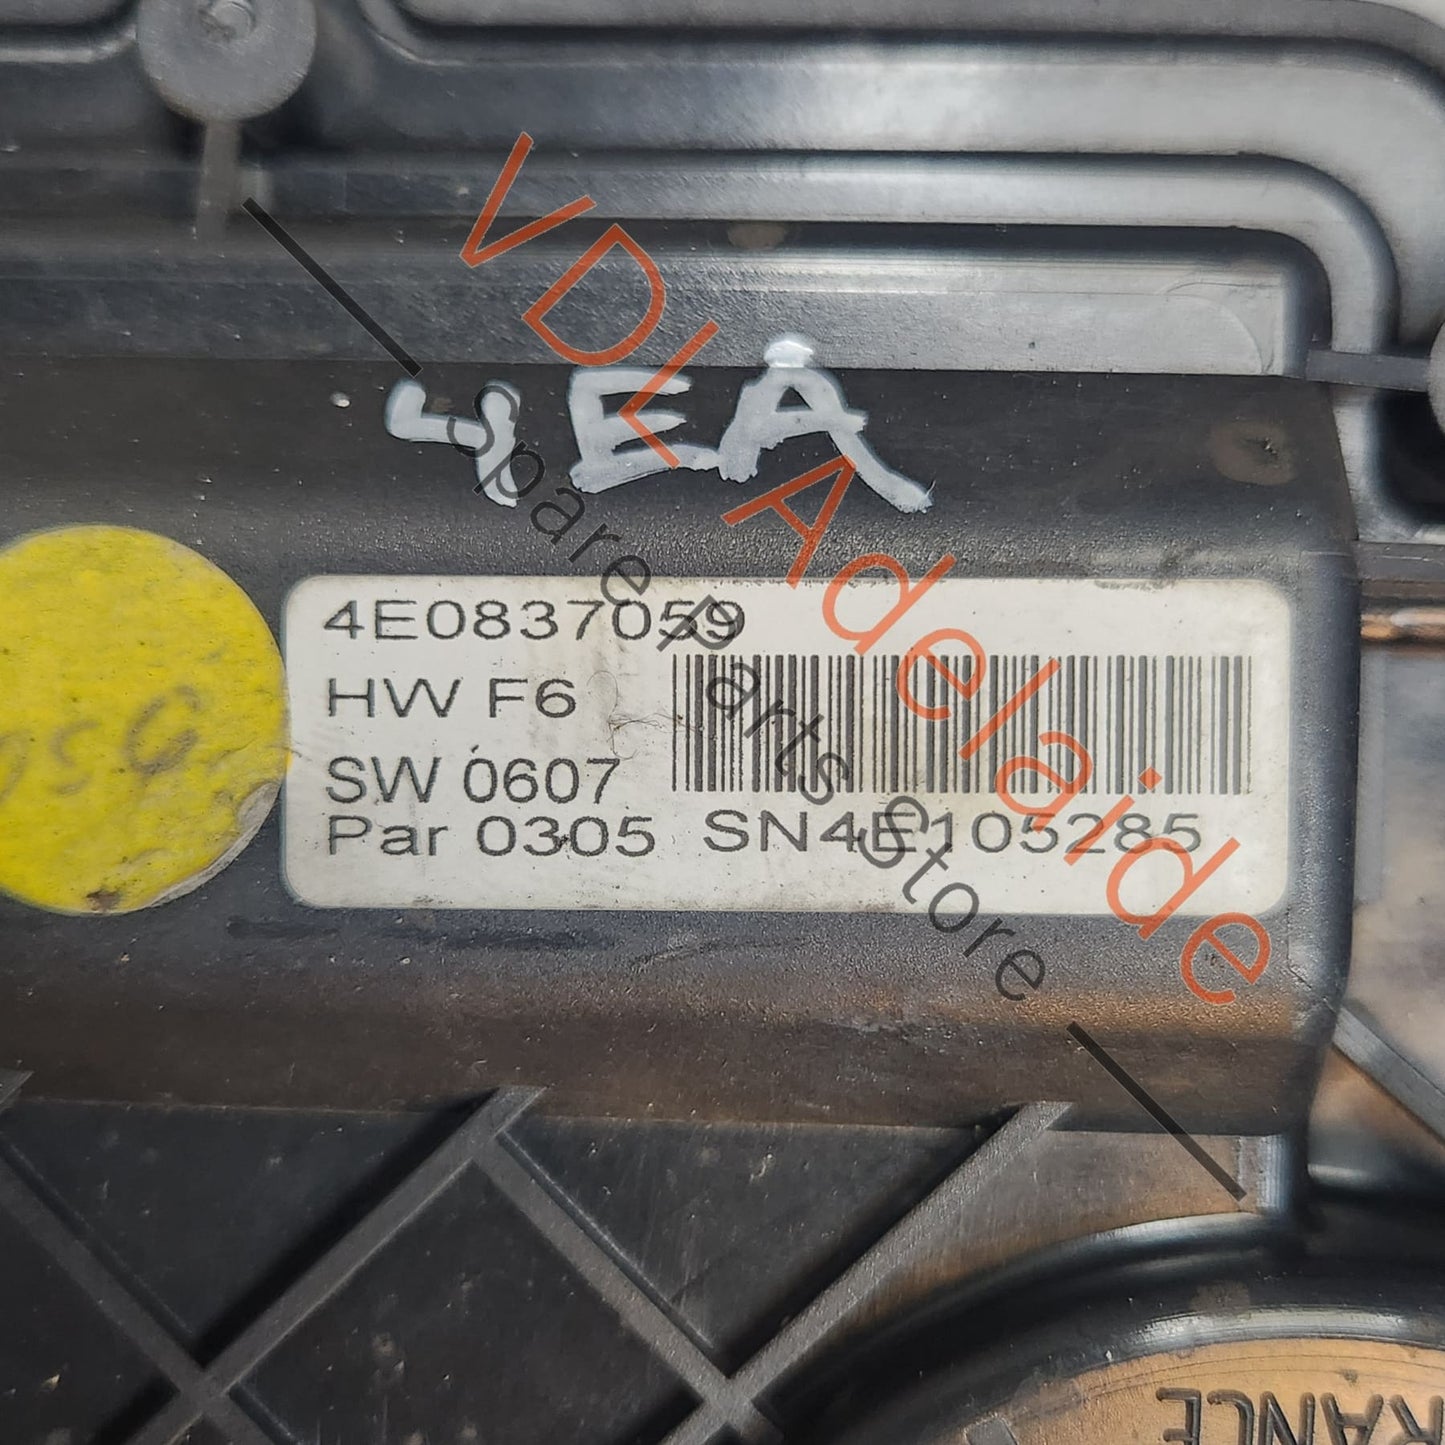 VDL Adelaide
Spare Parts Store
4EA
4E0837059
HW F6
SW 0607
Par 0305 SN4E105285